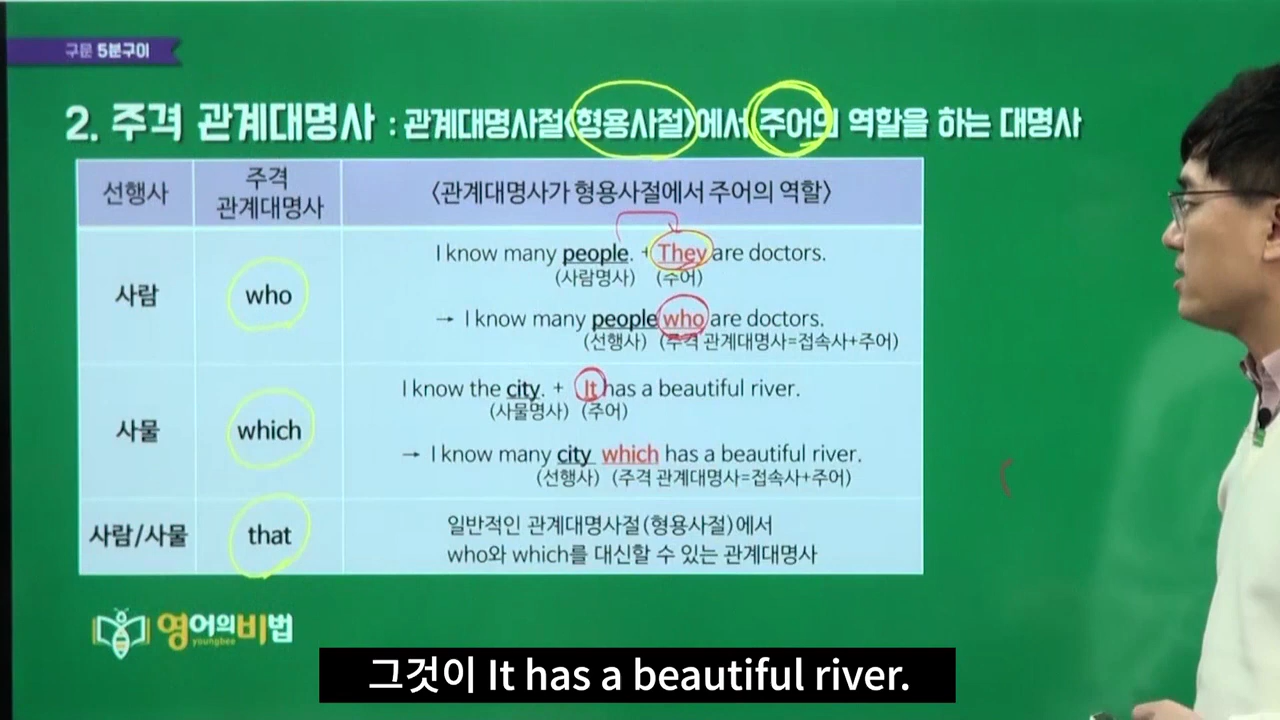 구문 5분구이
2. 주격 관계대명사 : 관계대명사절<형용사절>에서 주어의 역할을 하는 대명사
선행사
주격
관계대명사
<관계대명사가 형용사절에서 주어의 역할>
사람
who
I know many people. + They are doctors.
(사람명사) (주어)
→ I know many people who are doctors.
(선행사) (주격 관계대명사=접속사+주어)
사물
which
I know the city. + It has a beautiful river.
(사물명사) (주어)
→ I know many city which has a beautiful river.
(선행사) (주격 관계대명사=접속사+주어)
사람/사물
that
일반적인 관계대명사절(형용사절)에서
who와 which를 대신할 수 있는 관계대명사
영어의비법
youngbee
그것이 It has a beautiful river.